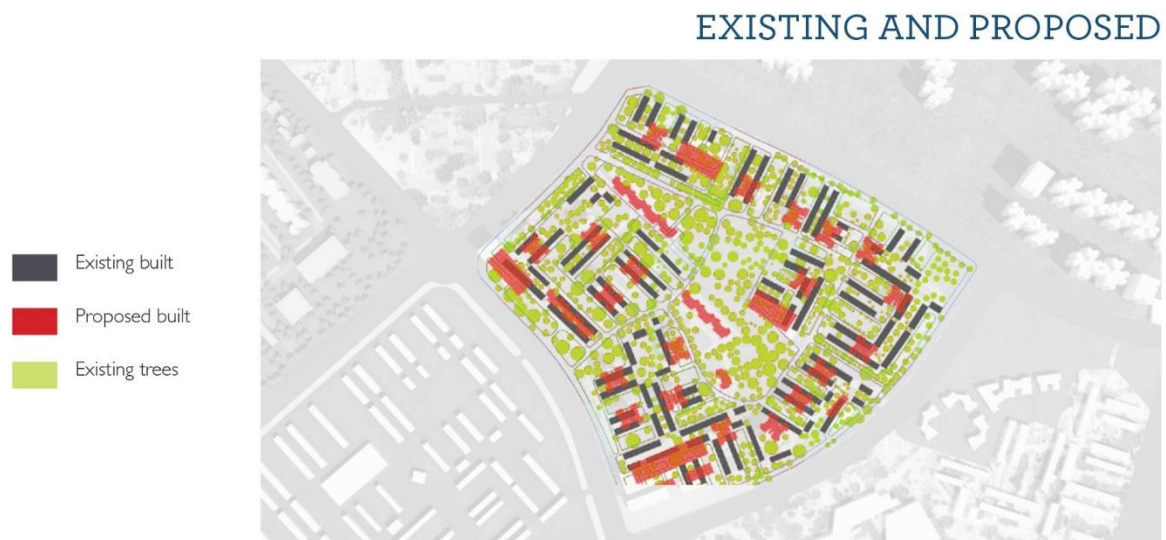 EXISTING AND PROPOSED
Existing built
Proposed built
Existing trees